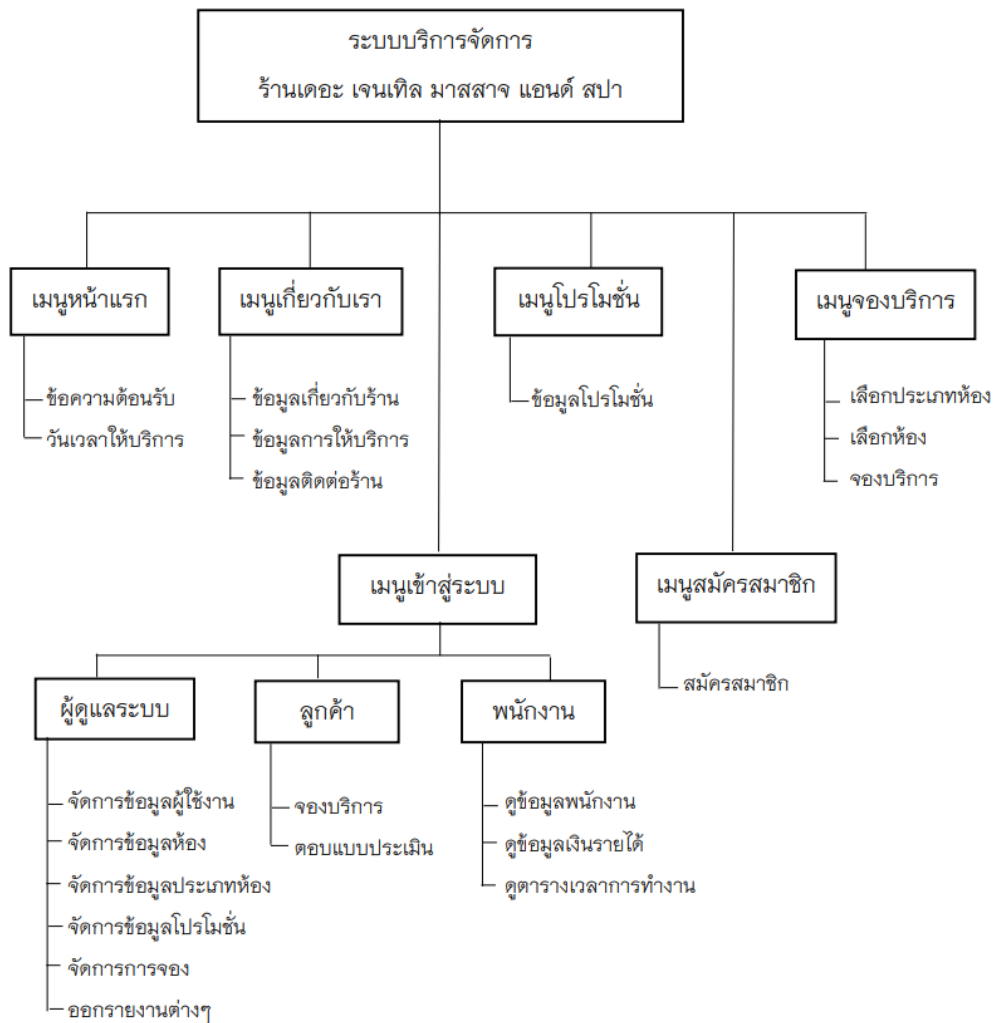 ระบบบริการจัดการ
ร้านเดอะ เจนเทิล มาสสาจ แอนด์ สปา
เมนูหน้าแรก
ข้อความต้อนรับ
วันเวลาให้บริการ
เมนูเกี่ยวกับเรา
ข้อมูลเกี่ยวกับร้าน
ข้อมูลการให้บริการ
ข้อมูลติดต่อร้าน
เมนูโปรโมชั่น
ข้อมูลโปรโมชั่น
เมนูจองบริการ
เลือกประเภทห้อง
เลือกห้อง
จองบริการ
เมนูเข้าสู่ระบบ
เมนูสมัครสมาชิก
สมัครสมาชิก
ผู้ดูแลระบบ
จัดการข้อมูลผู้ใช้งาน
จัดการข้อมูลห้อง
จัดการข้อมูลประเภทห้อง
จัดการข้อมูลโปรโมชั่น
จัดการการจอง
ออกรายงานต่างๆ
ลูกค้า
จองบริการ
ตอบแบบประเมิน
พนักงาน
ดูข้อมูลพนักงาน
ดูข้อมูลเงินรายได้
ดูตารางเวลาการทำงาน